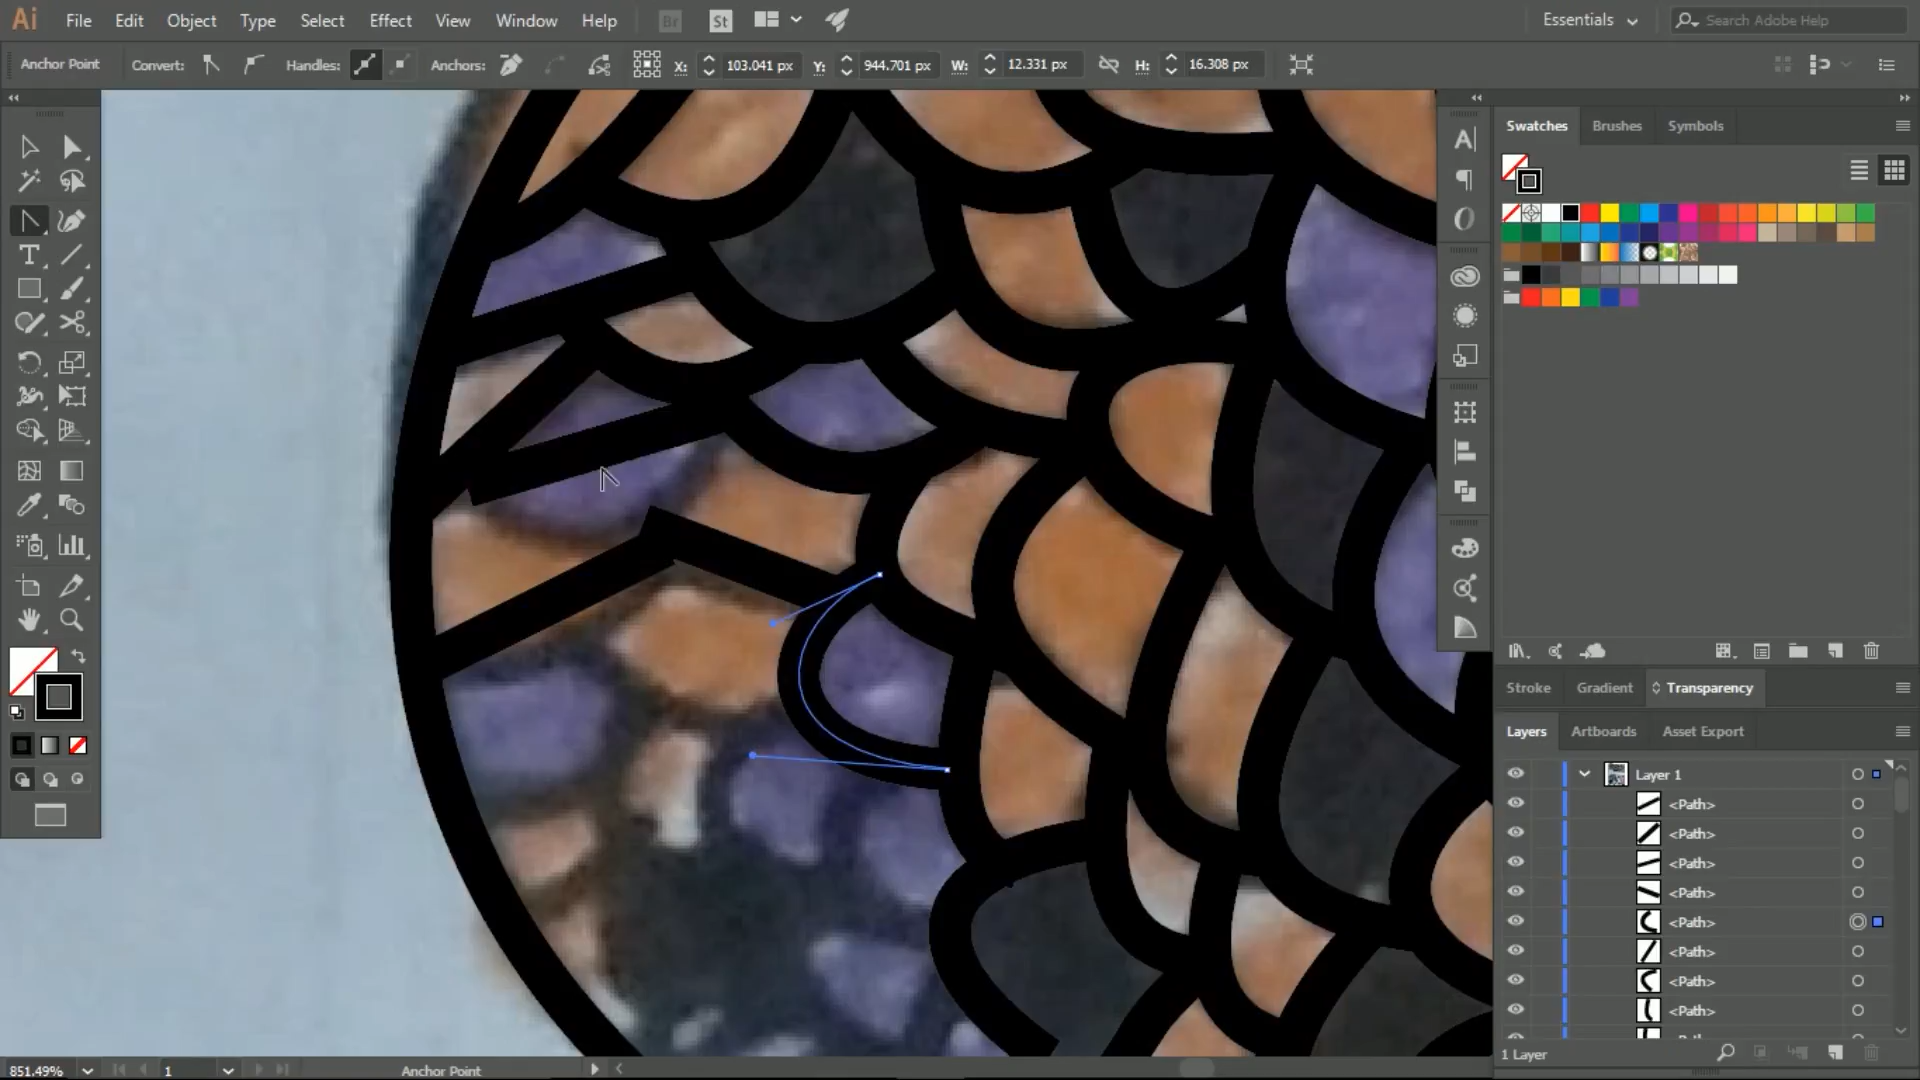 Ai File Edit Object Type Select Effect View Window Help Br St Essentials Search Adobe Help
Anchor Point Convert: Handles: Anchors: X: 103.041 px Y: 944.701 px W: 12.331 px H: 16.308 px
Swatches Brushes Symbols
Stroke Gradient Transparency
Layers Artboards Asset Export
Layer 1
<Path>
<Path>
<Path>
<Path>
<Path>
<Path>
<Path>
<Path>
1 Layer
851.49% 1 Anchor Point